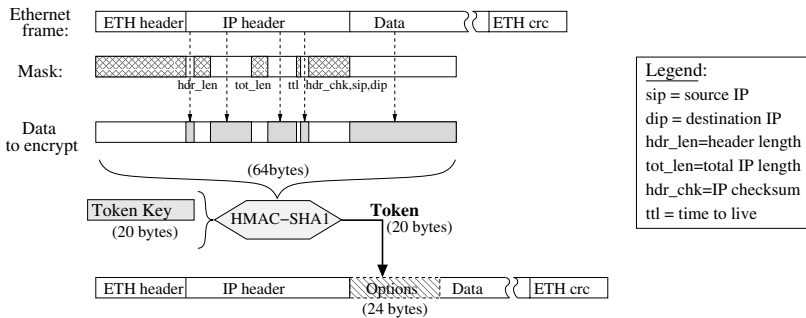 Ethernet
frame:
ETH header
IP header
Data
ETH crc
Mask:
hdr_len
tot_len
ttl
hdr_chk,sip,dip
Data
to encrypt
(64bytes)
Token Key
(20 bytes)
HMAC−SHA1
Token
(20 bytes)
ETH header
IP header
Options
Data
ETH crc
(24 bytes)
Legend:
sip = source IP
dip = destination IP
hdr_len=header length
tot_len=total IP length
hdr_chk=IP checksum
ttl = time to live